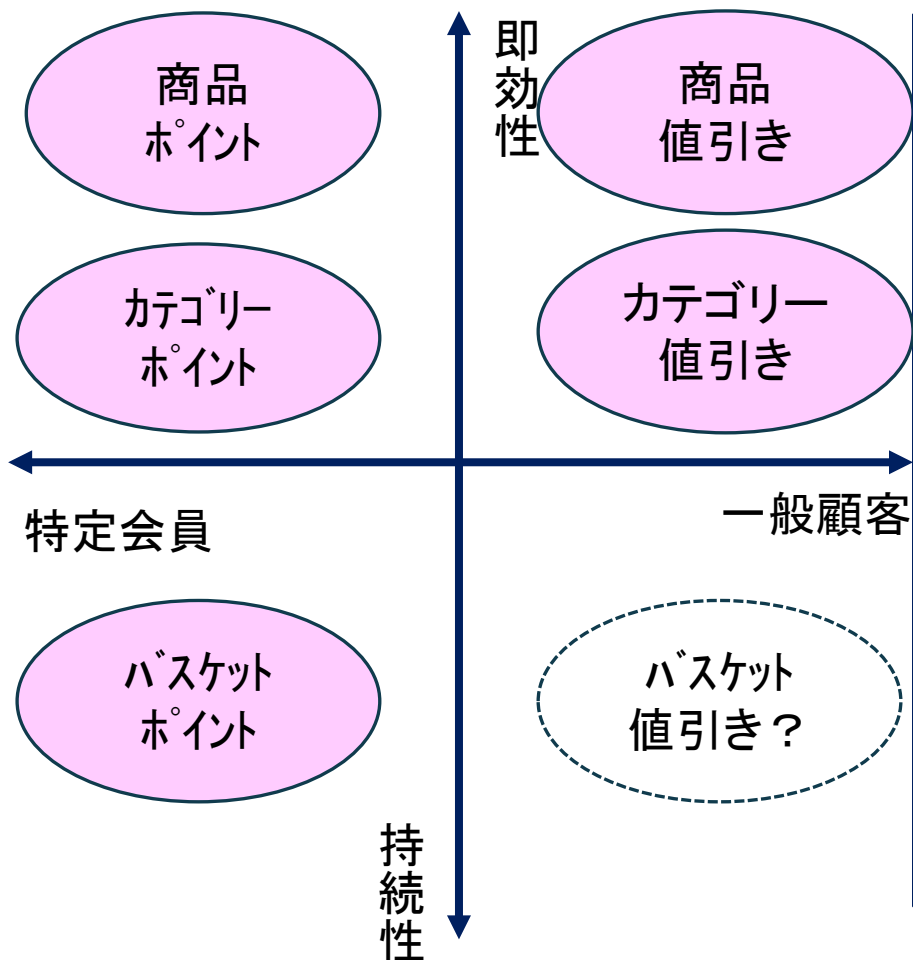 商品
ﾎﾟｲﾝﾄ
即効性
商品
値引き
ｶﾃｺﾞﾘｰ
ﾎﾟｲﾝﾄ
カテゴリー
値引き
特定会員
一般顧客
ﾊﾞｽｹｯﾄ
ﾎﾟｲﾝﾄ
ﾊﾞｽｹｯﾄ
値引き？
持続性